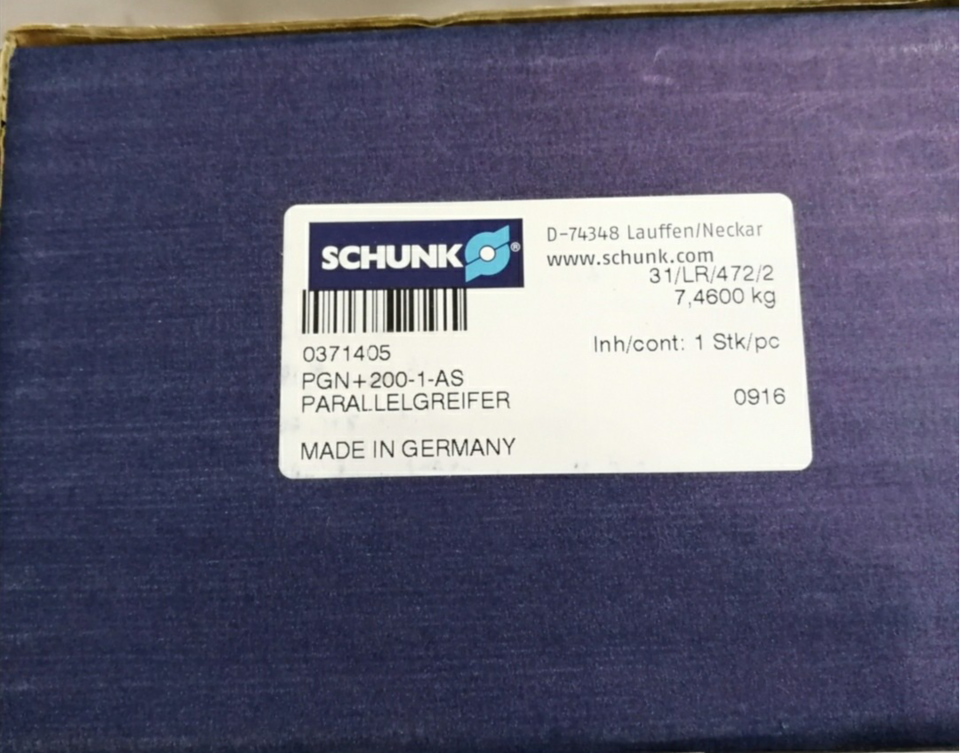 SCHUNK®
D-74348 Lauffen/Neckar
www.schunk.com
31/LR/472/2
7,4600 kg
0371405
Inh/cont: 1 Stk/pc
PGN+200-1-AS
PARALLELGREIFER
0916
MADE IN GERMANY